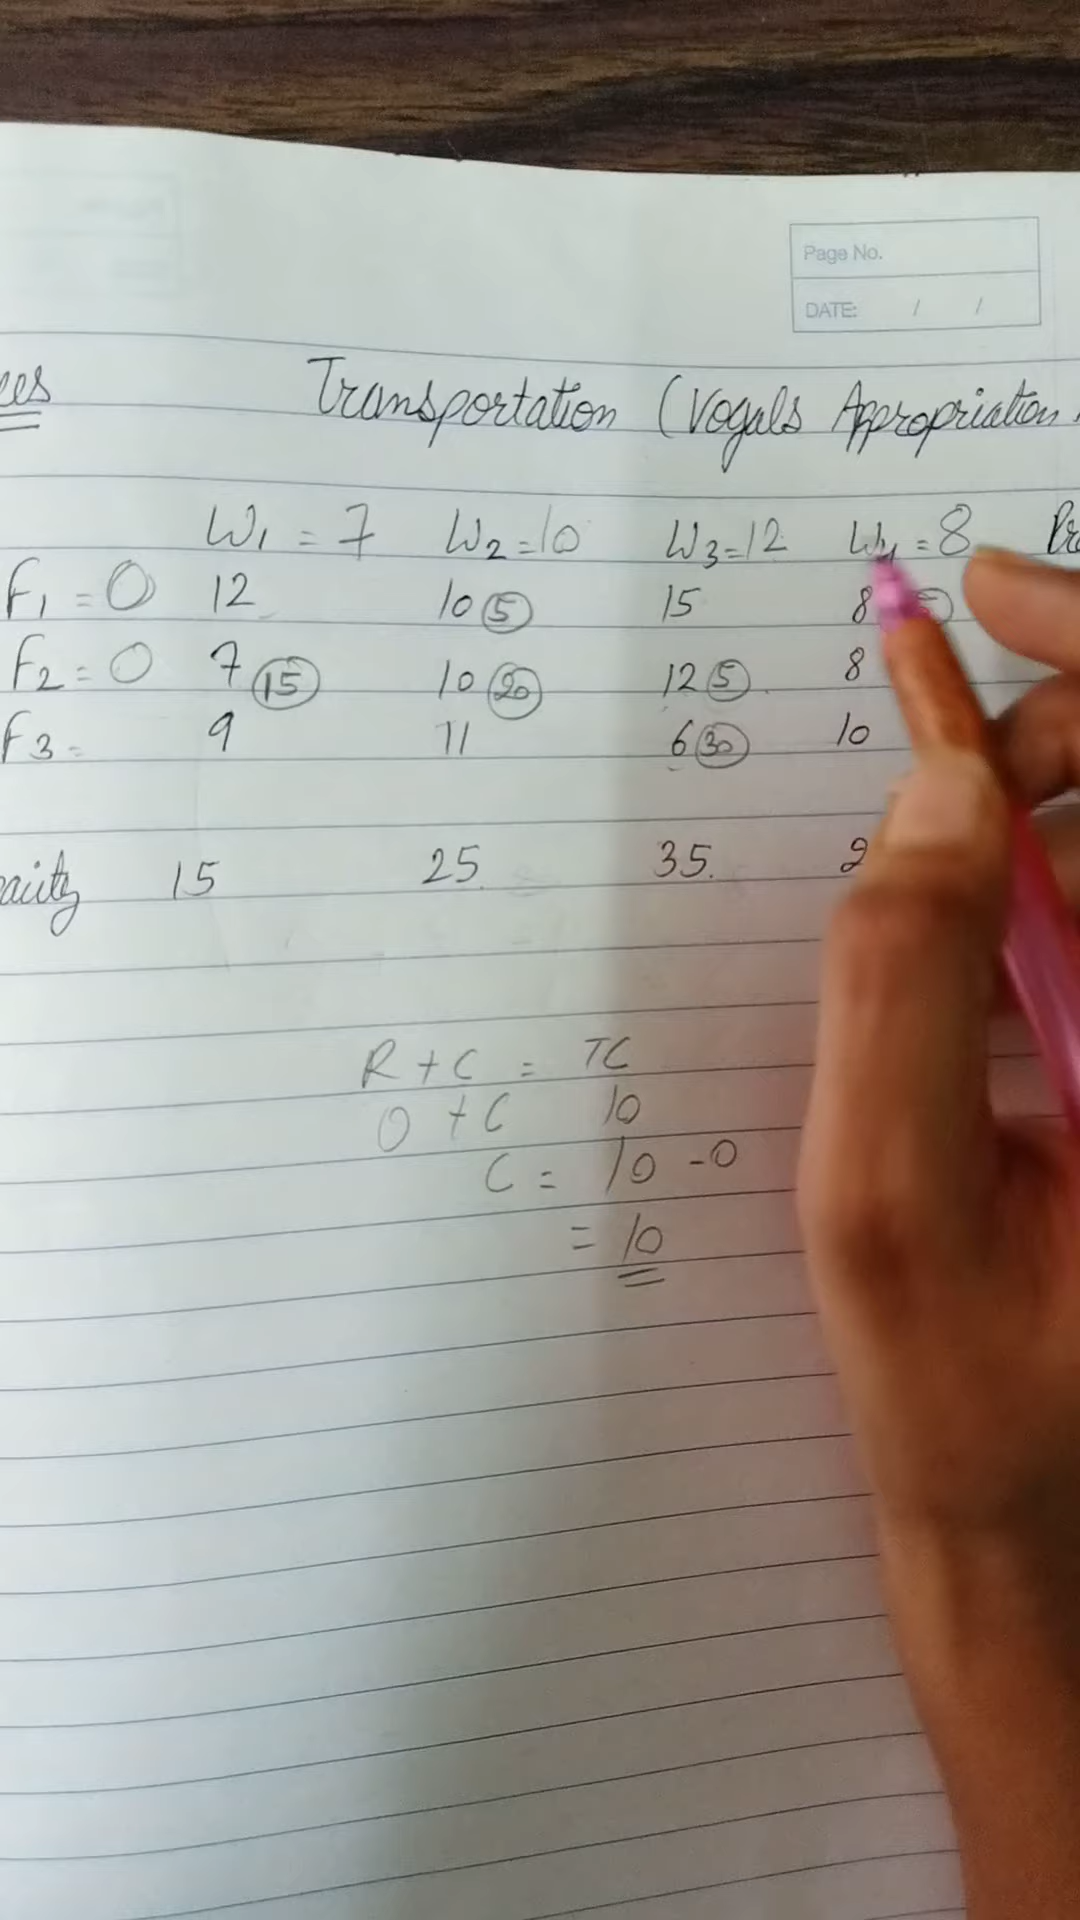 Page No.
DATE: / /
Transportation (Vogals Appropriation
W1 = 7 W2 = 10 W3 = 12 W4 = 8
F1 = 0 12 10 5 15 8
F2 = 0 7 15 10 20 12 5 8
F3 = 9 11 6 30 10
15 25 35
R + C = TC
0 + C 10
C = 10 - 0
= 10